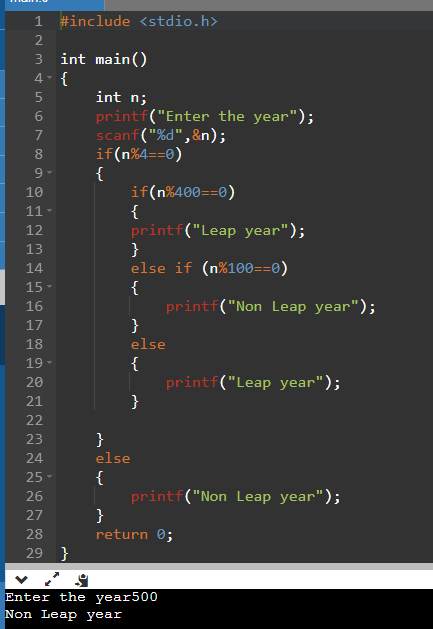 1 #include <stdio.h>
2
3 int main()
4 {
5     int n;
6     printf("Enter the year");
7     scanf("%d",&n);
8     if(n%4==0)
9     {
10         if(n%400==0)
11         {
12         printf("Leap year");
13         }
14         else if (n%100==0)
15         {
16             printf("Non Leap year");
17         }
18         else
19         {
20             printf("Leap year");
21         }
22
23     }
24     else
25     {
26         printf("Non Leap year");
27     }
28     return 0;
29 }
Enter the year500
Non Leap year